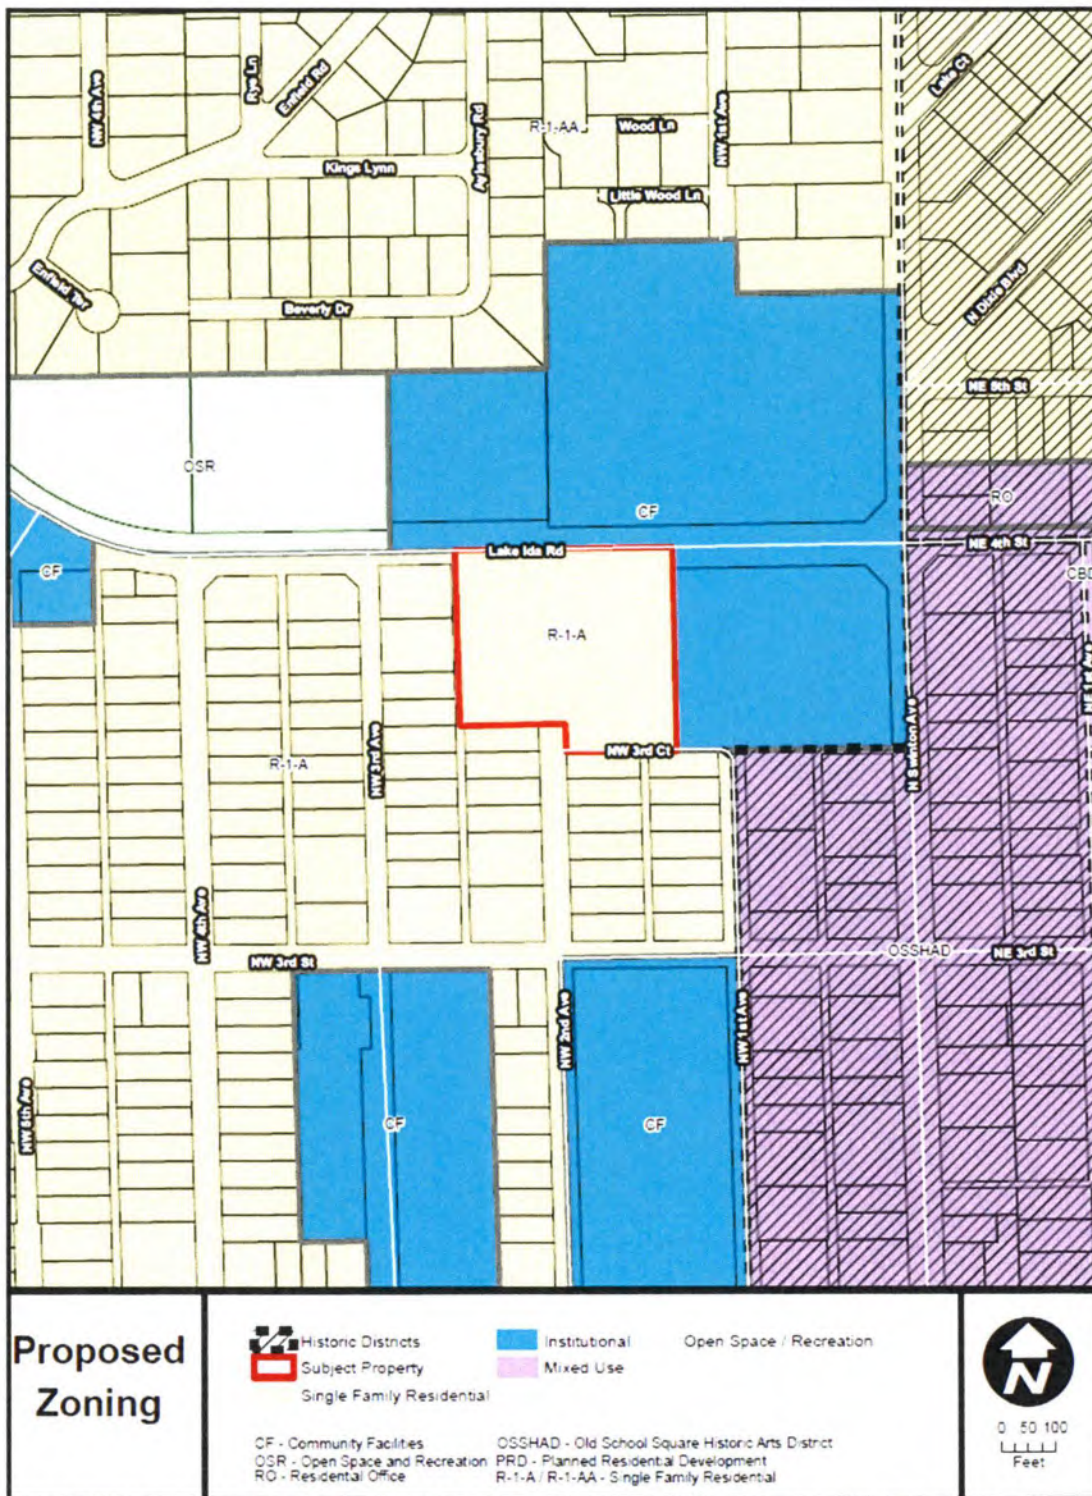 NW 4th Ave
Rye Ln
Enfield Rd
Aylesbury Rd
R-1-AA
Wood Ln
NW 1st Ave
Lake Ct
Kings Lynn
Little Wood Ln
Enfield Ter
Beverly Dr
N Dixie Blvd
NE 5th St
OSR
RO
CF
Lake Ida Rd
NE 4th St
CF
CBD
R-1-A
NW 3rd Ave
R-1-A
NW 3rd Ct
N Swinton Ave
NW 4th Ave
NW 3rd St
OSSHAD
NE 3rd St
NW 2nd Ave
NW 1st Ave
NW 5th Ave
CF
CF
Proposed
Zoning
Historic Districts
Institutional
Open Space / Recreation
Subject Property
Mixed Use
Single Family Residential
CF - Community Facilities
OSSHAD - Old School Square Historic Arts District
OSR - Open Space and Recreation
PRD - Planned Residential Development
RO - Residential Office
R-1-A / R-1-AA - Single Family Residential
N
0 50 100
Feet